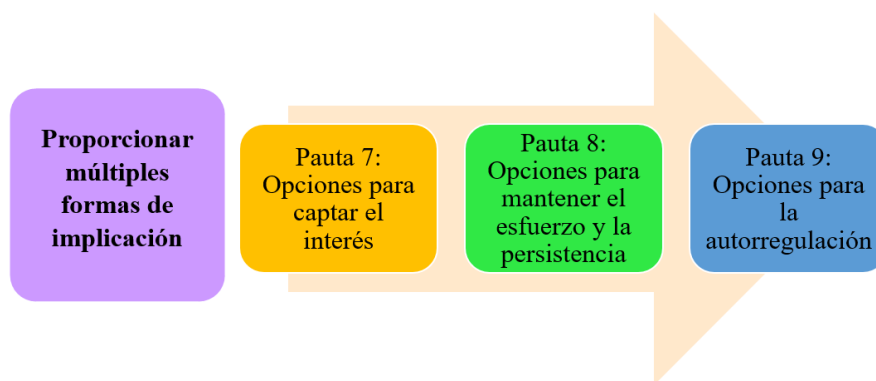 Proporcionar
múltiples
formas de
implicación
Pauta 7:
Opciones para
captar el
interés
Pauta 8:
Opciones para
mantener el
esfuerzo y la
persistencia
Pauta 9:
Opciones para
la
autorregulación